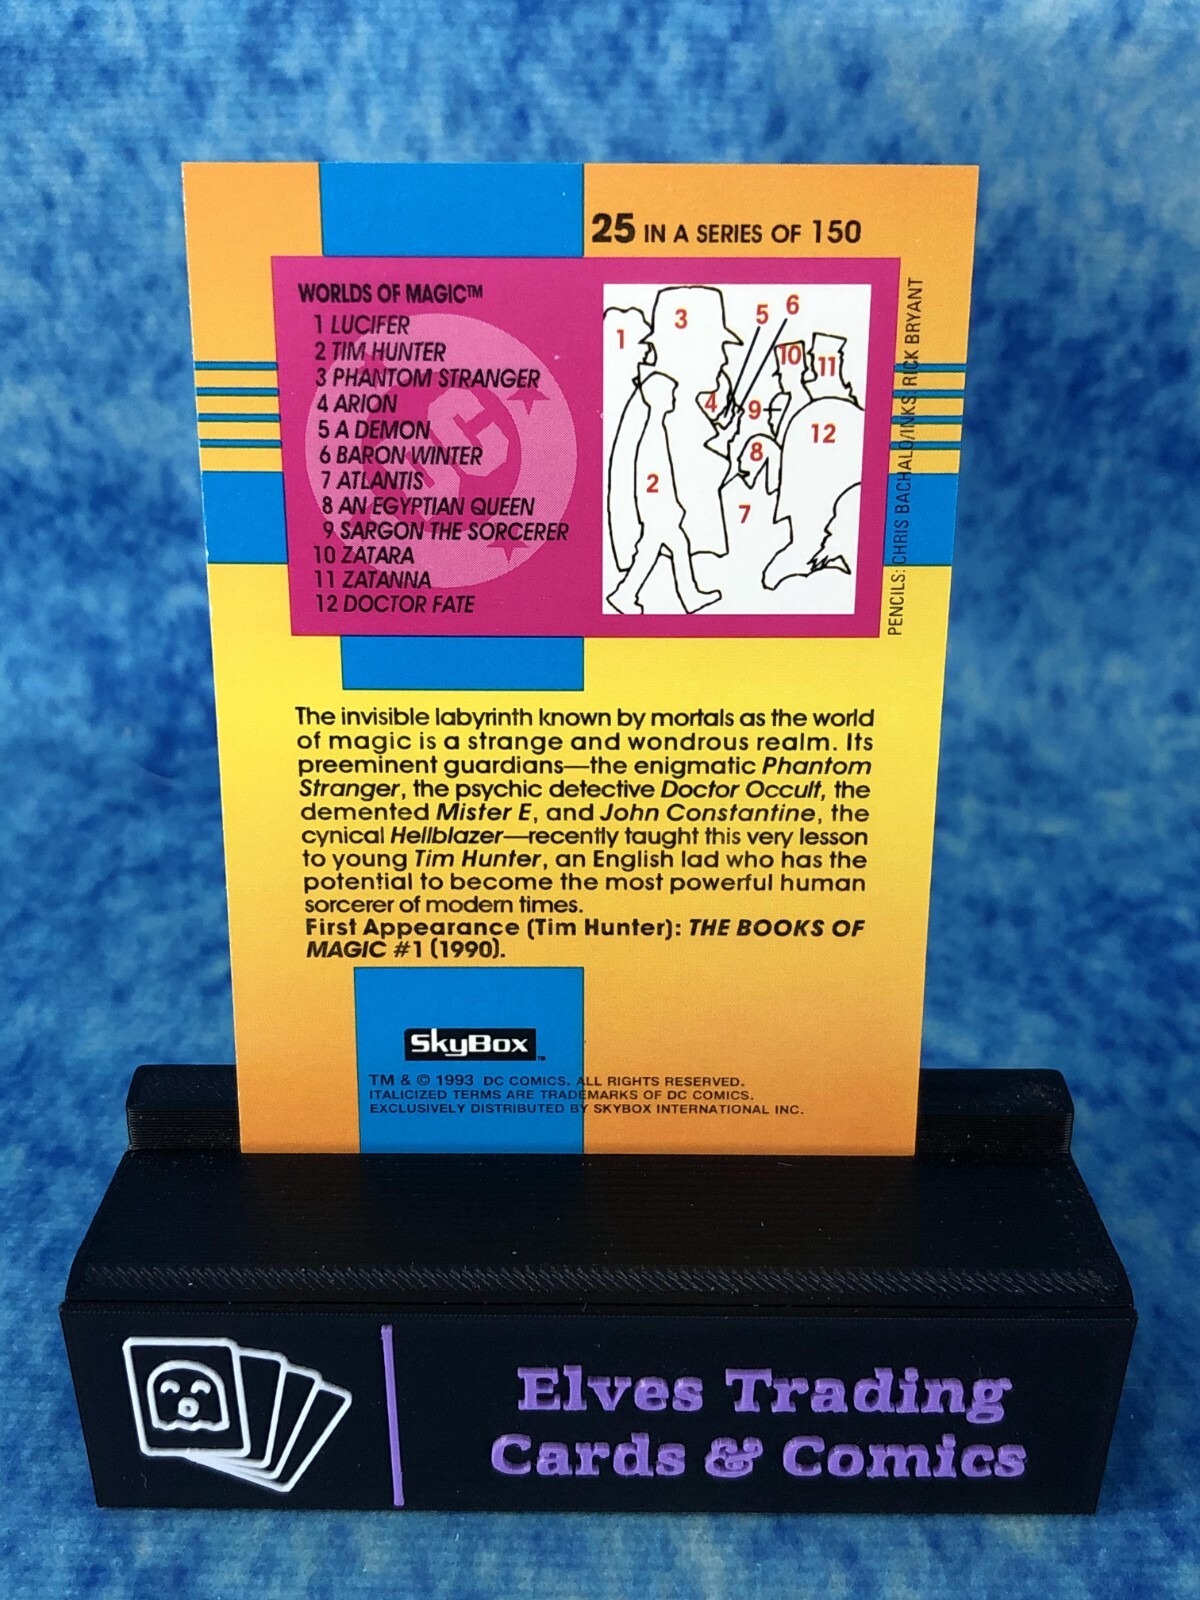 25 IN A SERIES OF 150
WORLDS OF MAGIC™
1 LUCIFER
2 TIM HUNTER
3 PHANTOM STRANGER
4 ARION
5 A DEMON
6 BARON WINTER
7 ATLANTIS
8 AN EGYPTIAN QUEEN
9 SARGON THE SORCERER
10 ZATARA
11 ZATANNA
12 DOCTOR FATE
DC
1
2
3
4
5
6
7
8
9
10
11
12
PENCILS: CHRIS BACHALO/INKS: RICK BRYANT
The invisible labyrinth known by mortals as the world
of magic is a strange and wondrous realm. Its
preeminent guardians—the enigmatic Phantom
Stranger, the psychic detective Doctor Occult, the
demented Mister E, and John Constantine, the
cynical Hellblazer—recently taught this very lesson
to young Tim Hunter, an English lad who has the
potential to become the most powerful human
sorcerer of modern times.
First Appearance (Tim Hunter): THE BOOKS OF
MAGIC #1 (1990).
SkyBox™
TM & © 1993 DC COMICS. ALL RIGHTS RESERVED.
ITALICIZED TERMS ARE TRADEMARKS OF DC COMICS.
EXCLUSIVELY DISTRIBUTED BY SKYBOX INTERNATIONAL INC.
Elves Trading
Cards & Comics